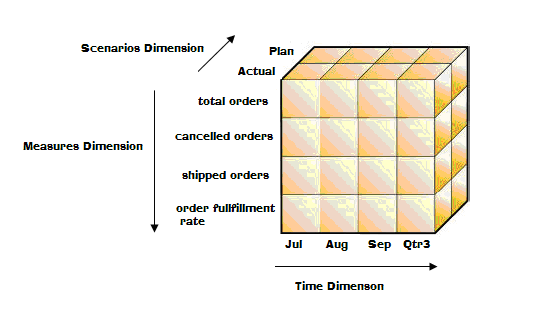 Scenarios Dimension
Plan
Actual
total orders
cancelled orders
Measures Dimension
shipped orders
order fullfillment
rate
Jul Aug Sep Qtr3
Time Dimenson